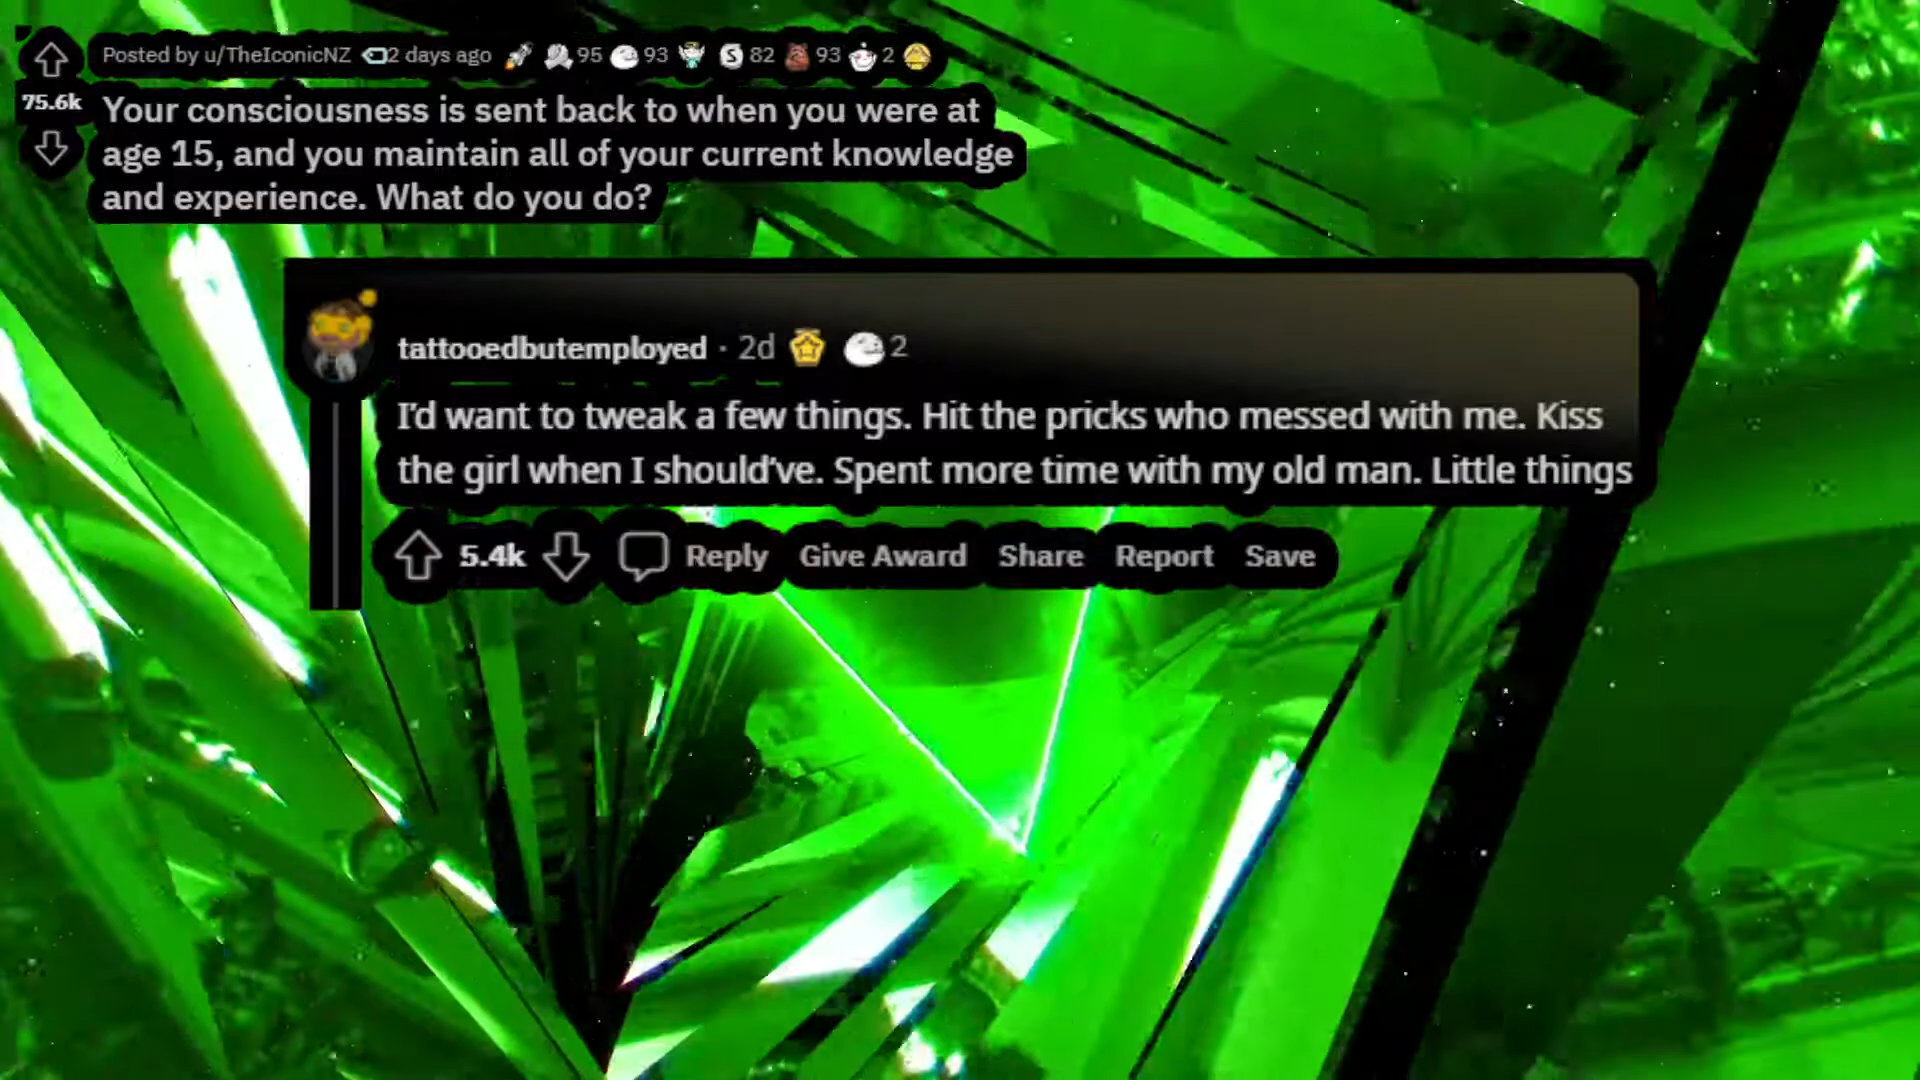 Posted by u/TheIconicNZ 2 days ago 95 93 S 82 93 2
75.6k
Your consciousness is sent back to when you were at
age 15, and you maintain all of your current knowledge
and experience. What do you do?
tattooedbutemployed · 2d 2
I'd want to tweak a few things. Hit the pricks who messed with me. Kiss
the girl when I should've. Spent more time with my old man. Little things
5.4k Reply Give Award Share Report Save